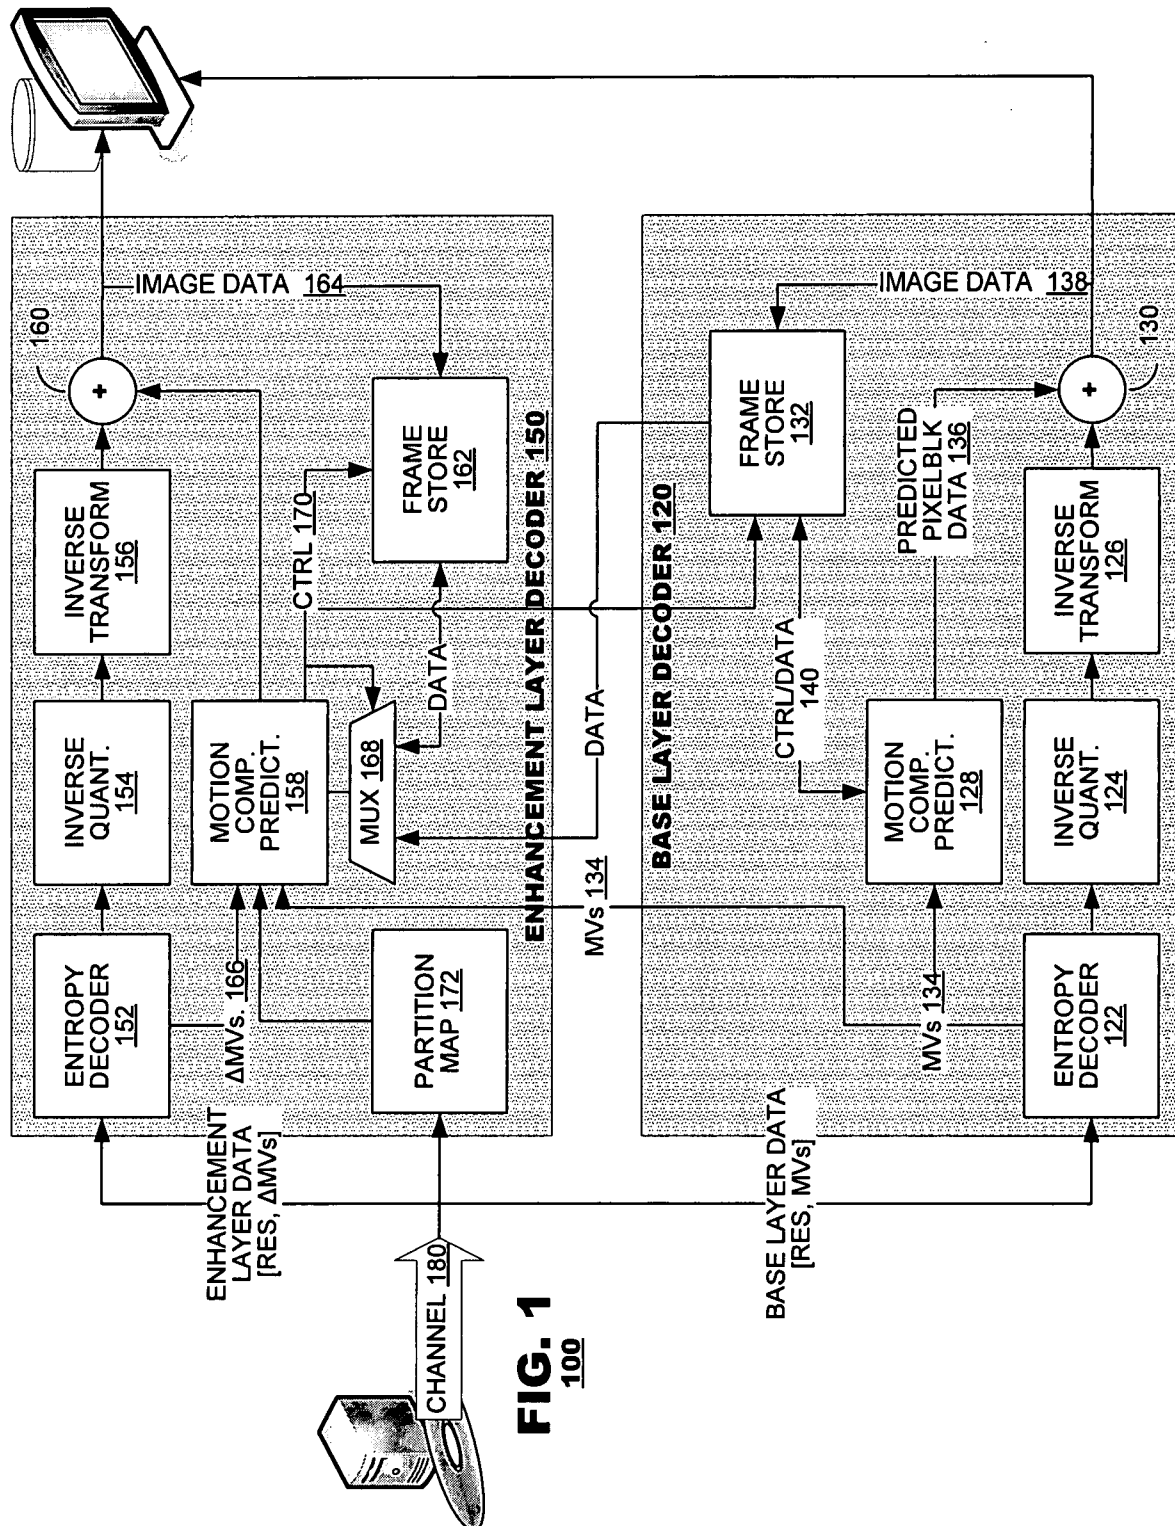 160
IMAGE DATA 164
ENTROPY
DECODER
152
INVERSE
QUANT.
154
INVERSE
TRANSFORM
156
+
ΔMVs. 166
MOTION
COMP.
PREDICT.
158
CTRL 170
MUX 168
DATA
FRAME
STORE
162
PARTITION
MAP 172
ENHANCEMENT LAYER DECODER 150
ENHANCEMENT
LAYER DATA
[RES, ΔMVs]
CHANNEL 180
FIG. 1
100
MVs 134
DATA
BASE LAYER DECODER 120
FRAME
STORE
132
IMAGE DATA 138
CTRL/DATA
140
PREDICTED
PIXELBLK
DATA 136
MOTION
COMP.
PREDICT.
128
MVs 134
BASE LAYER DATA
[RES, MVs]
ENTROPY
DECODER
122
INVERSE
QUANT.
124
INVERSE
TRANSFORM
126
+
130